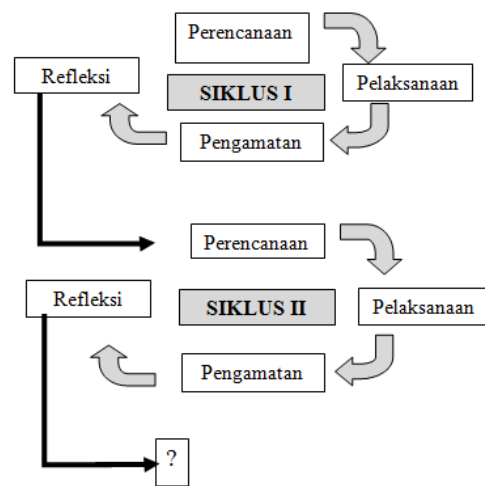 Perencanaan
Refleksi
Pelaksanaan
SIKLUS I
Pengamatan
Perencanaan
Refleksi
Pelaksanaan
SIKLUS II
Pengamatan
?